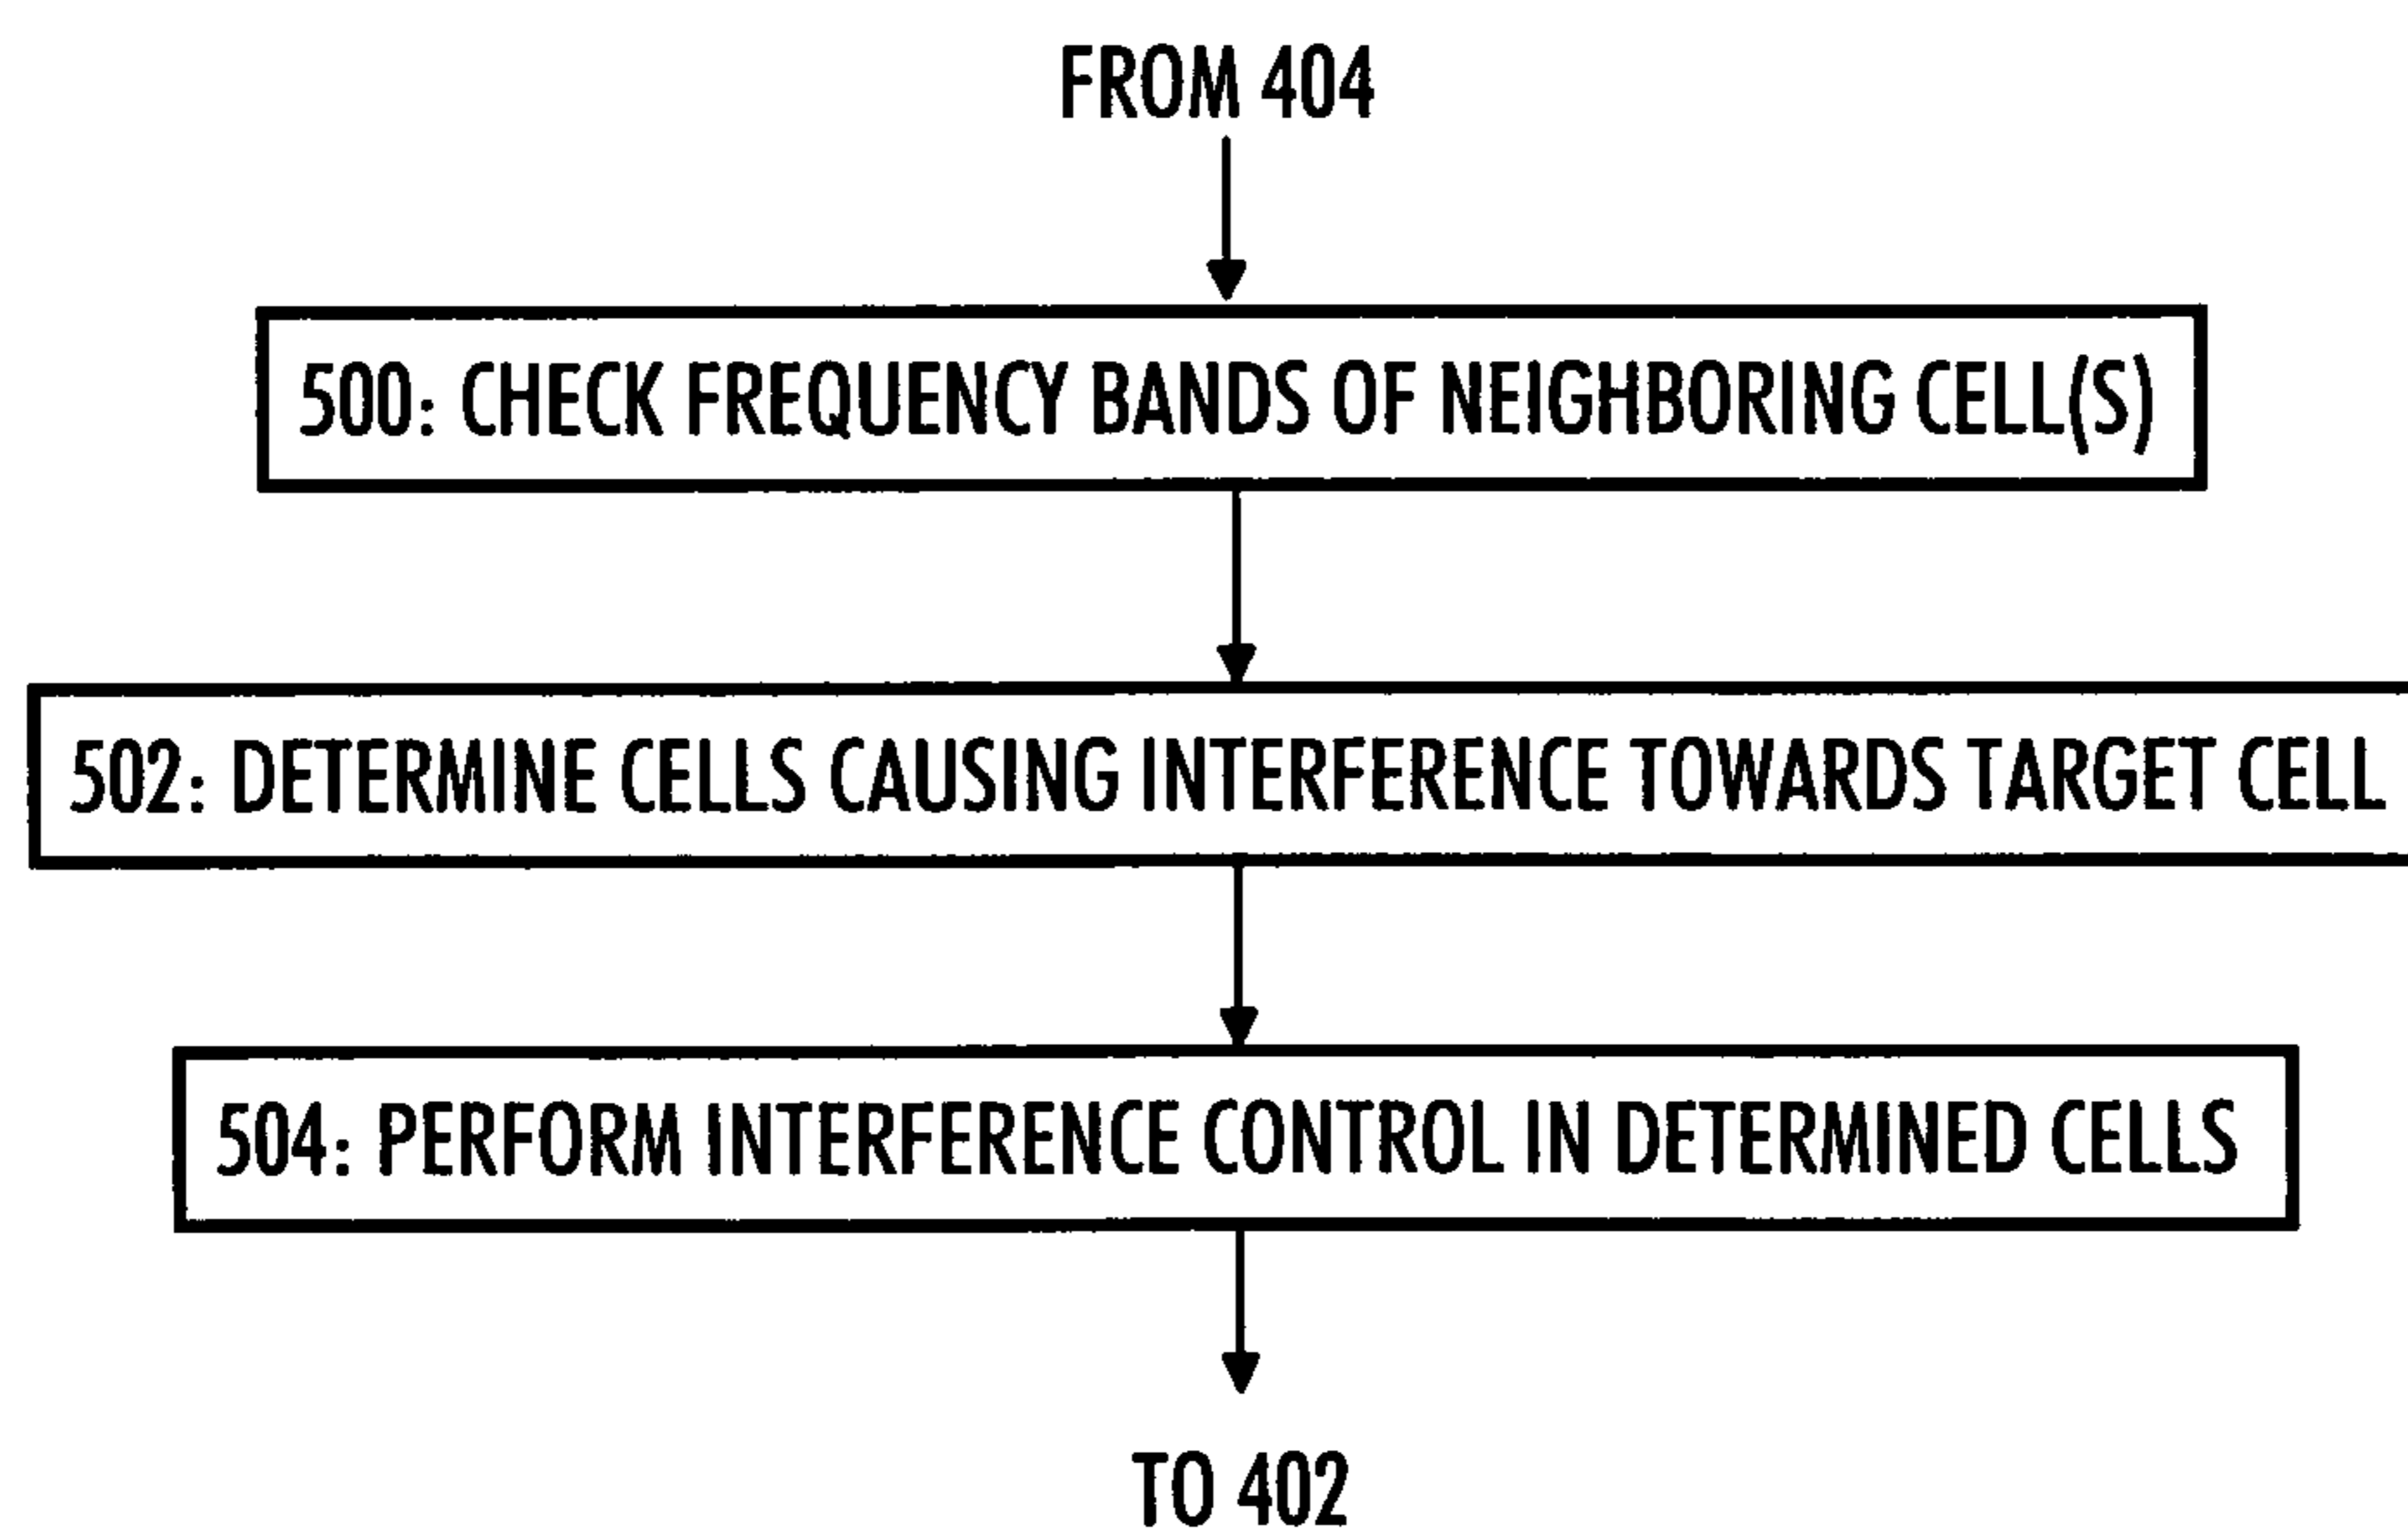 FROM 404
500: CHECK FREQUENCY BANDS OF NEIGHBORING CELL(S)
502: DETERMINE CELLS CAUSING INTERFERENCE TOWARDS TARGET CELL
504: PERFORM INTERFERENCE CONTROL IN DETERMINED CELLS
TO 402